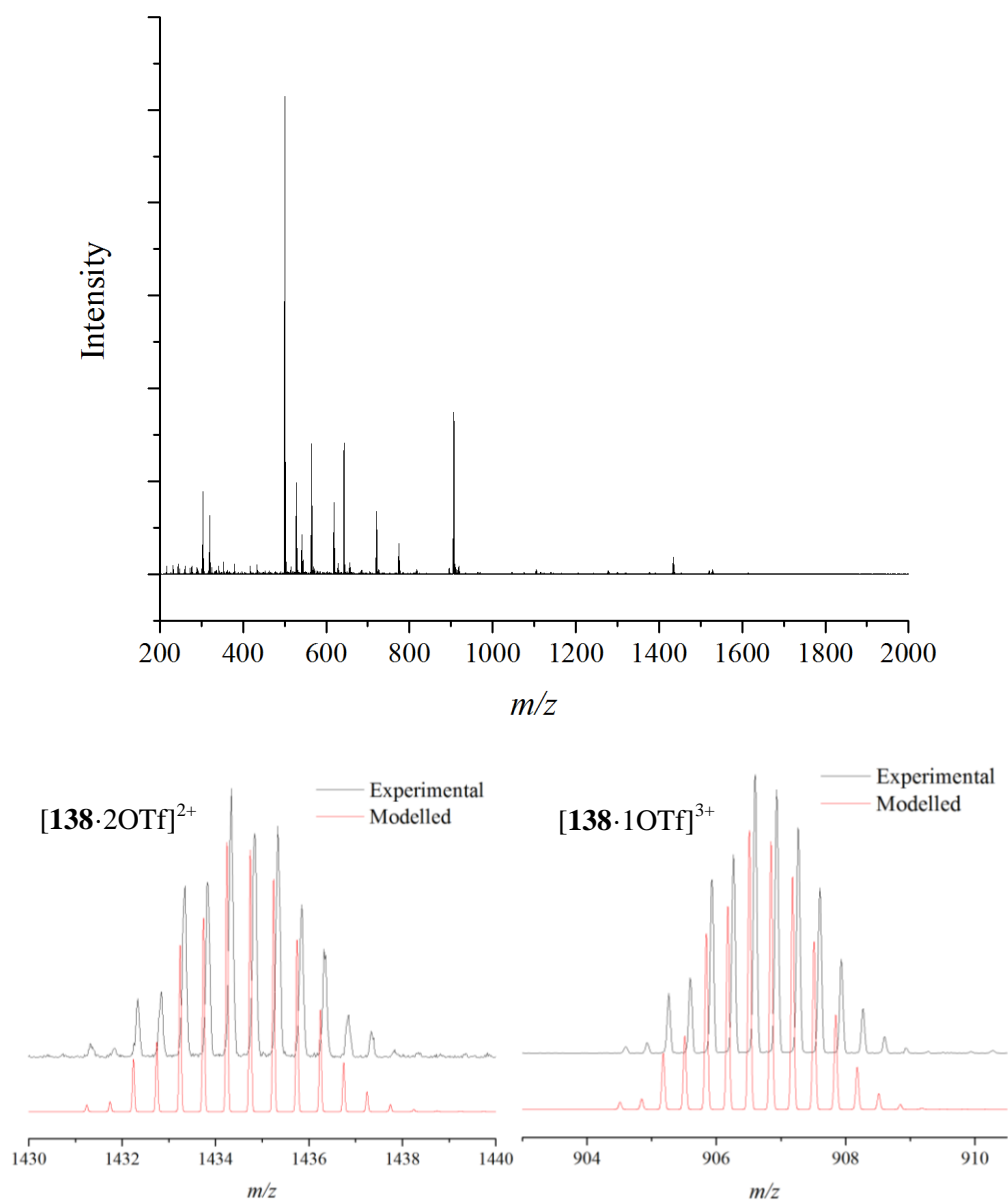 Intensity
200 400 600 800 1000 1200 1400 1600 1800 2000
m/z
[138·2OTf]²⁺
Experimental
Modelled
1430 1432 1434 1436 1438 1440
m/z
[138·1OTf]³⁺
Experimental
Modelled
904 906 908 910
m/z